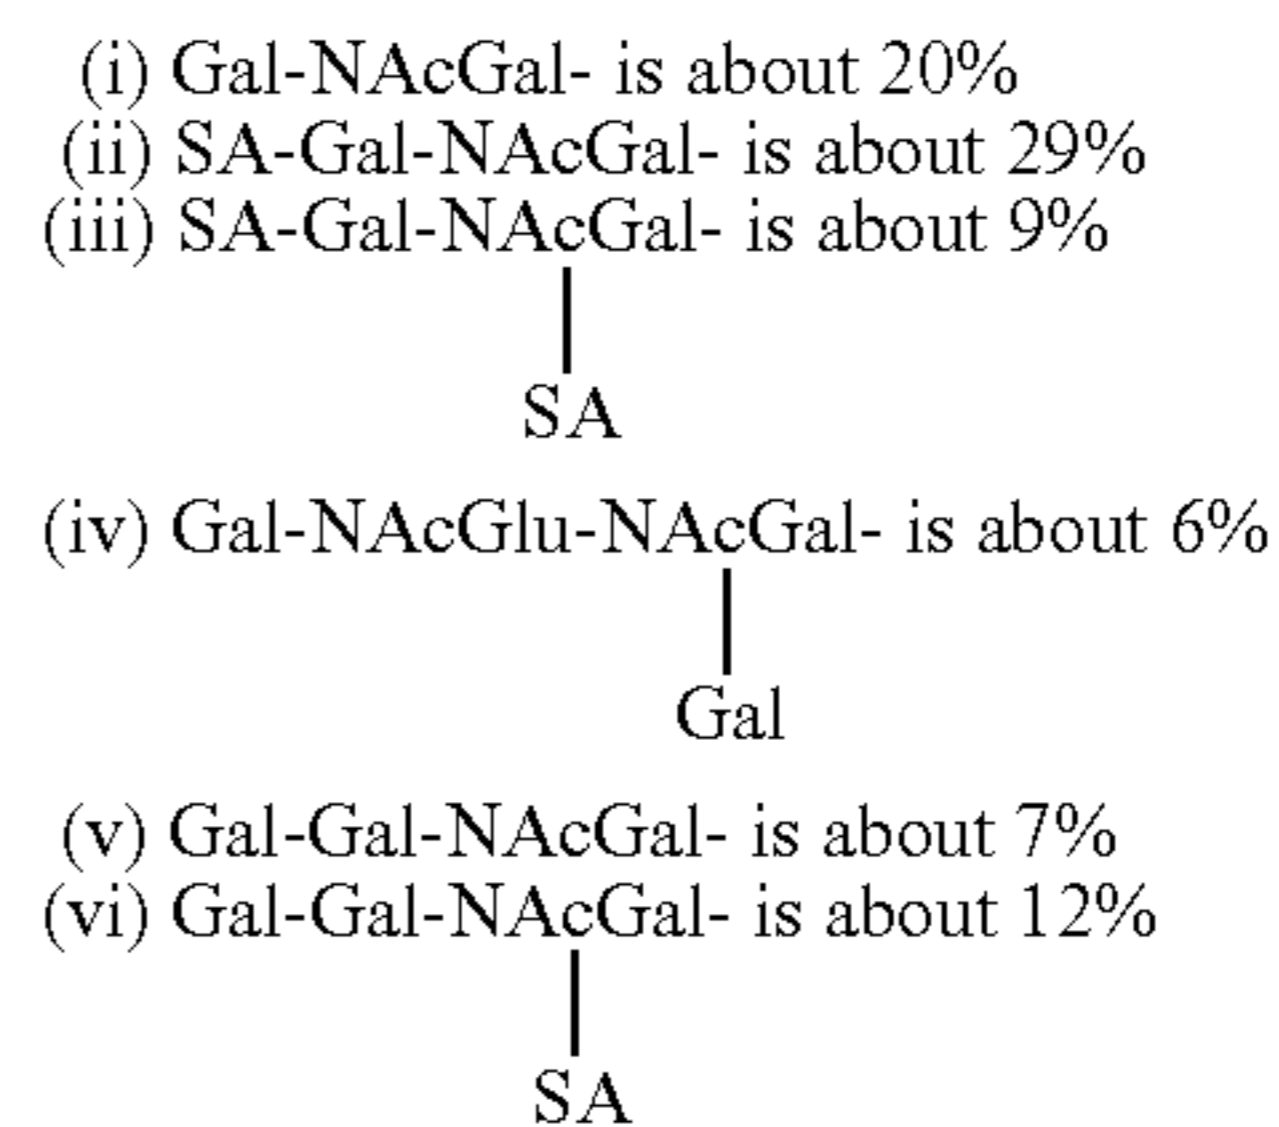 (i) Gal-NAcGal- is about 20%
(ii) SA-Gal-NAcGal- is about 29%
(iii) SA-Gal-NAcGal- is about 9%
SA
(iv) Gal-NAcGlu-NAcGal- is about 6%
Gal
(v) Gal-Gal-NAcGal- is about 7%
(vi) Gal-Gal-NAcGal- is about 12%
SA